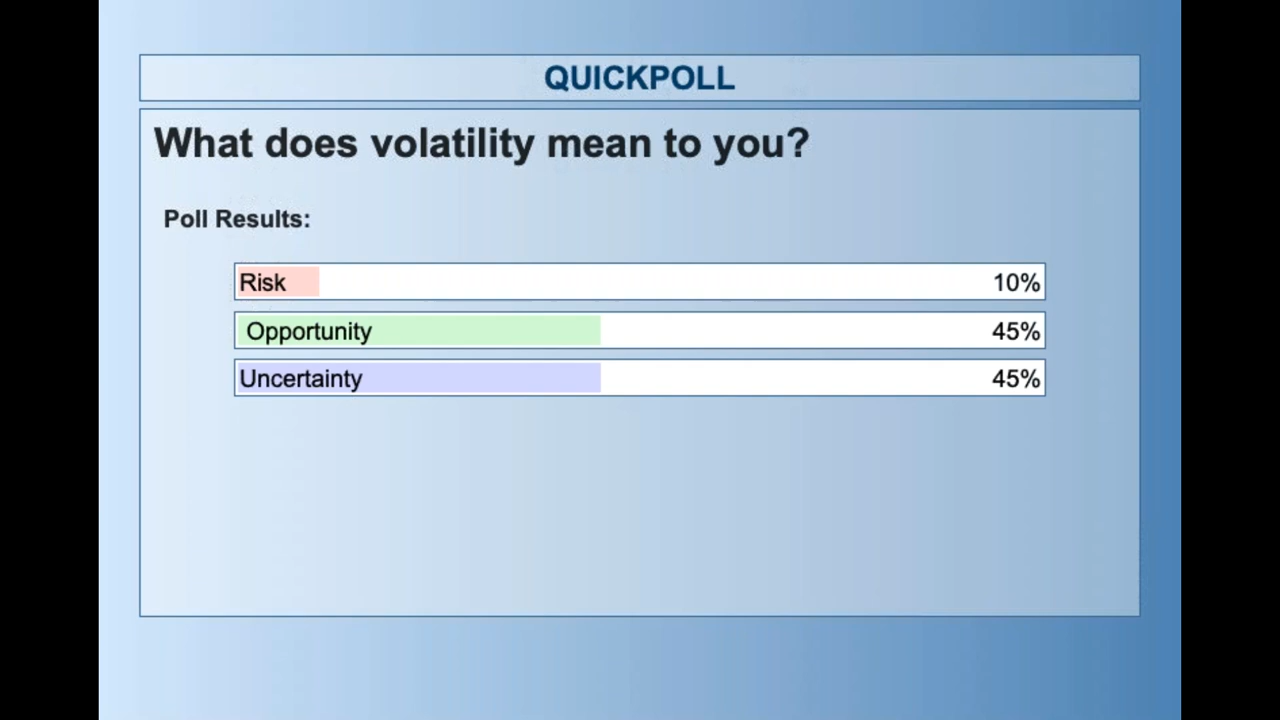 QUICKPOLL
What does volatility mean to you?
Poll Results:
Risk 10%
Opportunity 45%
Uncertainty 45%